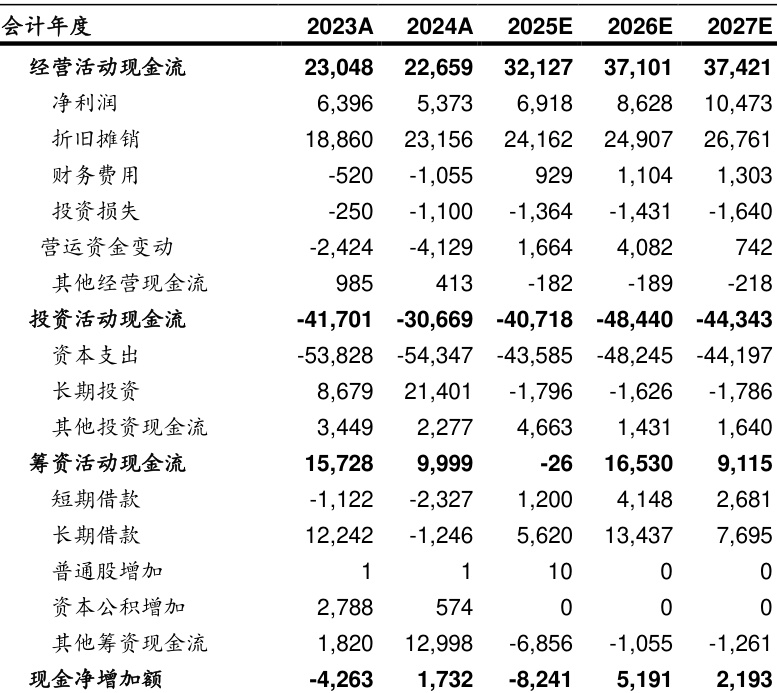 会计年度 2023A 2024A 2025E 2026E 2027E
经营活动现金流 23,048 22,659 32,127 37,101 37,421
净利润 6,396 5,373 6,918 8,628 10,473
折旧摊销 18,860 23,156 24,162 24,907 26,761
财务费用 -520 -1,055 929 1,104 1,303
投资损失 -250 -1,100 -1,364 -1,431 -1,640
营运资金变动 -2,424 -4,129 1,664 4,082 742
其他经营现金流 985 413 -182 -189 -218
投资活动现金流 -41,701 -30,669 -40,718 -48,440 -44,343
资本支出 -53,828 -54,347 -43,585 -48,245 -44,197
长期投资 8,679 21,401 -1,796 -1,626 -1,786
其他投资现金流 3,449 2,277 4,663 1,431 1,640
筹资活动现金流 15,728 9,999 -26 16,530 9,115
短期借款 -1,122 -2,327 1,200 4,148 2,681
长期借款 12,242 -1,246 5,620 13,437 7,695
普通股增加 1 1 10 0 0
资本公积增加 2,788 574 0 0 0
其他筹资现金流 1,820 12,998 -6,856 -1,055 -1,261
现金净增加额 -4,263 1,732 -8,241 5,191 2,193